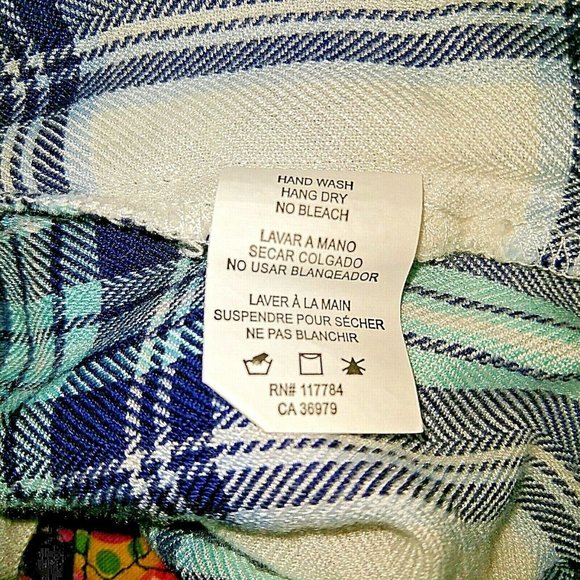 HAND WASH
HANG DRY
NO BLEACH
LAVAR A MANO
SECAR COLGADO
NO USAR BLANQEADOR
LAVER À LA MAIN
SUSPENDRE POUR SÉCHER
NE PAS BLANCHIR
RN# 117784
CA 36979